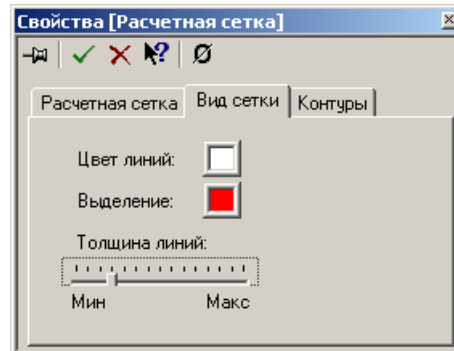 Свойства [Расчетная сетка]
Расчетная сетка Вид сетки Контуры
Цвет линий:
Выделение:
Толщина линий:
Мин Макс